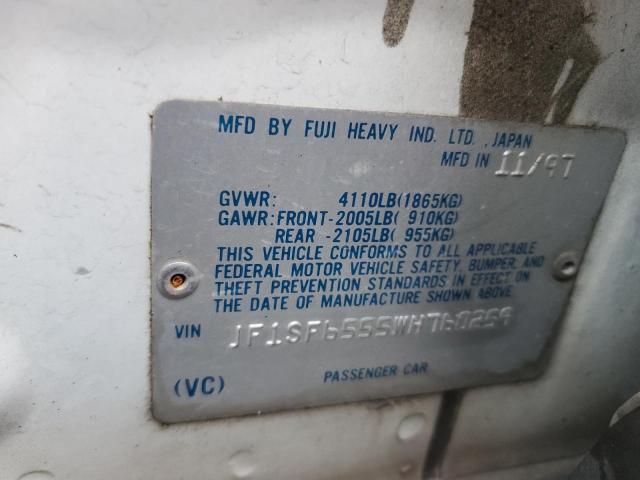 MFD BY FUJI HEAVY IND. LTD. ,JAPAN
MFD IN 11/97
GVWR: 4110LB(1865KG)
GAWR:FRONT-2005LB( 910KG)
REAR -2105LB( 955KG)
THIS VEHICLE CONFORMS TO ALL APPLICABLE
FEDERAL MOTOR VEHICLE SAFETY, BUMPER, AND
THEFT PREVENTION STANDARDS IN EFFECT ON
THE DATE OF MANUFACTURE SHOWN ABOVE.
VIN JF1SF6555WH760259
(VC) PASSENGER CAR